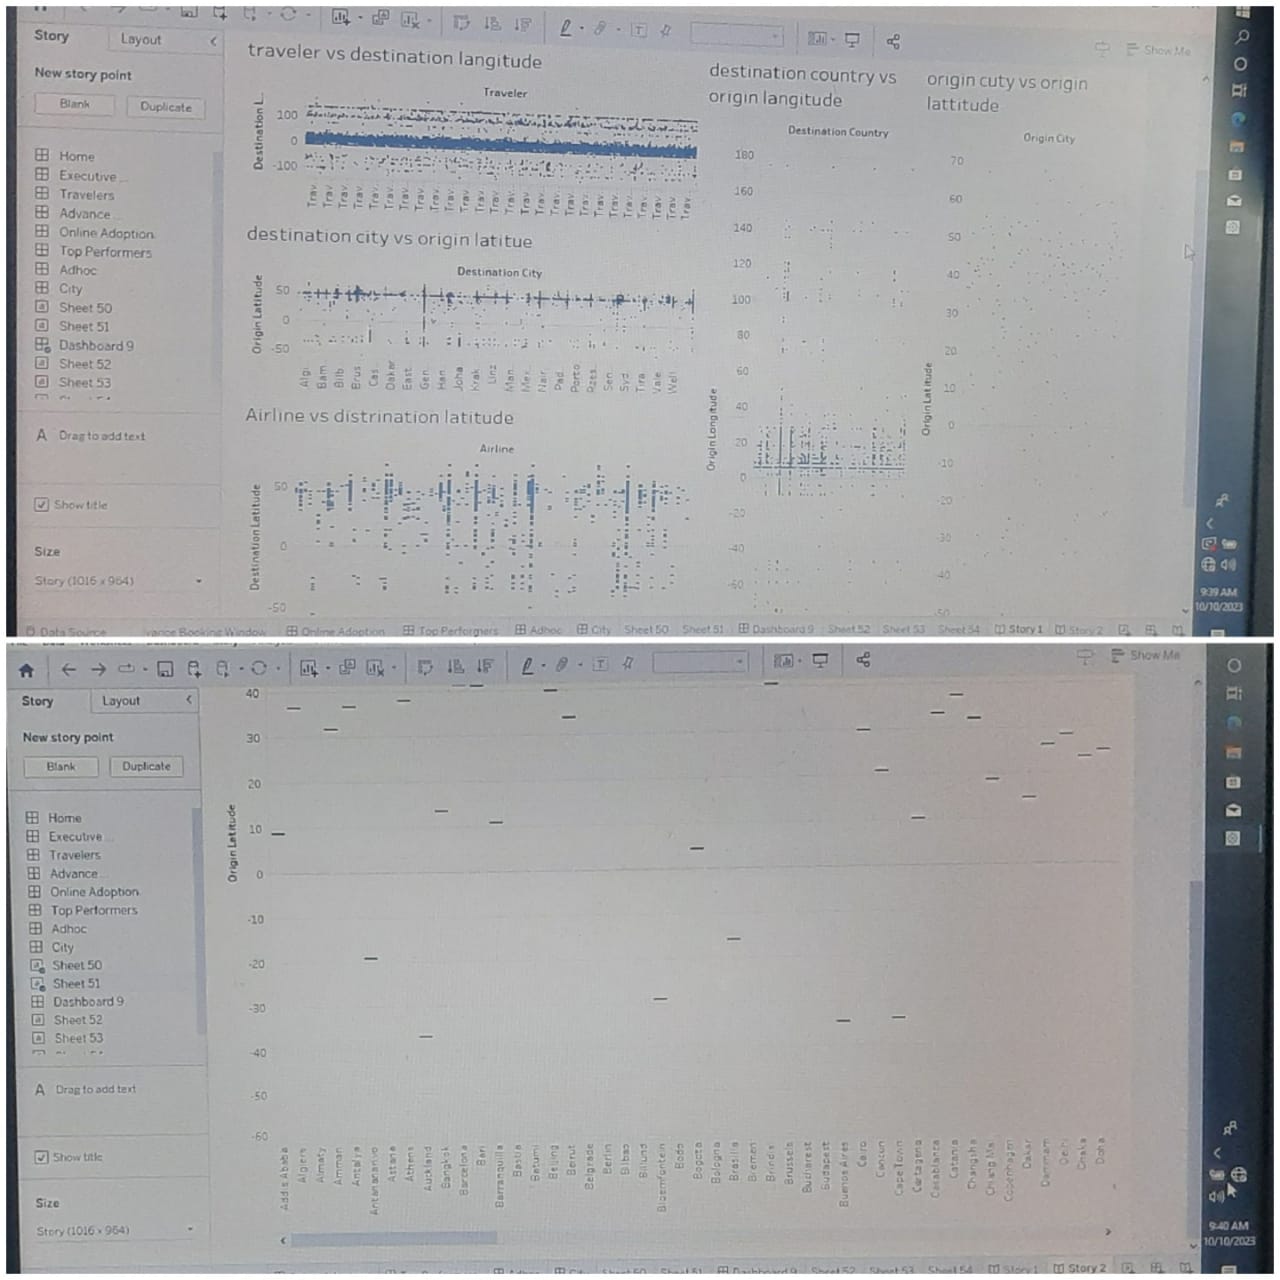 Story
Layout
New story point
Blank
Duplicate
Home
Executive ...
Travelers
Advance ...
Online Adoption
Top Performers
Adhoc
City
Sheet 50
Sheet 51
Dashboard 9
Sheet 52
Sheet 53
A Drag to add text
Show title
Size
Story (1016 x 964)
Show Me
traveler vs destination langitude
Traveler
Destination L..
100
0
-100
Trav.. Trav.. Trav.. Trav.. Trav.. Trav.. Trav.. Trav.. Trav.. Trav.. Trav.. Trav.. Trav.. Trav.. Trav.. Trav.. Trav.. Trav.. Trav.. Trav.. Trav.. Trav.. Trav.. Trav.. Trav..
destination city vs origin latitue
Destination City
Origin Latitude
50
0
-50
Algi.. Bam.. Bilb.. Brus.. Cas.. Dakar East.. Gen.. Han.. Joha.. Krak.. Linz Man.. Mex.. Nair.. Pad.. Porto Rzes.. Sen.. Syd.. Tira.. Vale.. Well..
Airline vs distrination latitude
Airline
Destination Latitude
50
0
-50
destination country vs
origin langitude
Destination Country
Origin Longitude
180
160
140
120
100
80
60
40
20
0
-20
-40
-60
origin cuty vs origin
lattitude
Origin City
Origin Latitude
70
60
50
40
30
20
10
0
-10
-20
-30
-40
-50
9:39 AM
10/10/2023
Data Source
vance Booking Window
Online Adoption
Top Performers
Adhoc
City
Sheet 50
Sheet 51
Dashboard 9
Sheet 52
Sheet 53
Sheet 54
Story 1
Story 2
Show Me
Story
Layout
New story point
Blank
Duplicate
Home
Executive ...
Travelers
Advance ...
Online Adoption
Top Performers
Adhoc
City
Sheet 50
Sheet 51
Dashboard 9
Sheet 52
Sheet 53
A Drag to add text
Show title
Size
Story (1016 x 964)
Origin Latitude
40
30
20
10
0
-10
-20
-30
-40
-50
-60
Addis Ababa
Algiers
Almaty
Amman
Antalya
Antananarivo
Astana
Athens
Auckland
Bangkok
Barcelona
Bari
Barranquilla
Bastia
Batumi
Beijing
Beirut
Belgrade
Berlin
Bilbao
Billund
Bloemfontein
Bodo
Bogota
Bologna
Brasilia
Bremen
Brindisi
Brussels
Bucharest
Budapest
Buenos Aires
Cairo
Cancun
Cape Town
Cartagena
Casablanca
Catania
Changsha
Chiang Ma..
Copenhagen
Dakar
Dammam
Delhi
Dhaka
Doha
9:40 AM
10/10/2023
Dashboard 9
Sheet 52
Sheet 53
Sheet 54
Story 1
Story 2